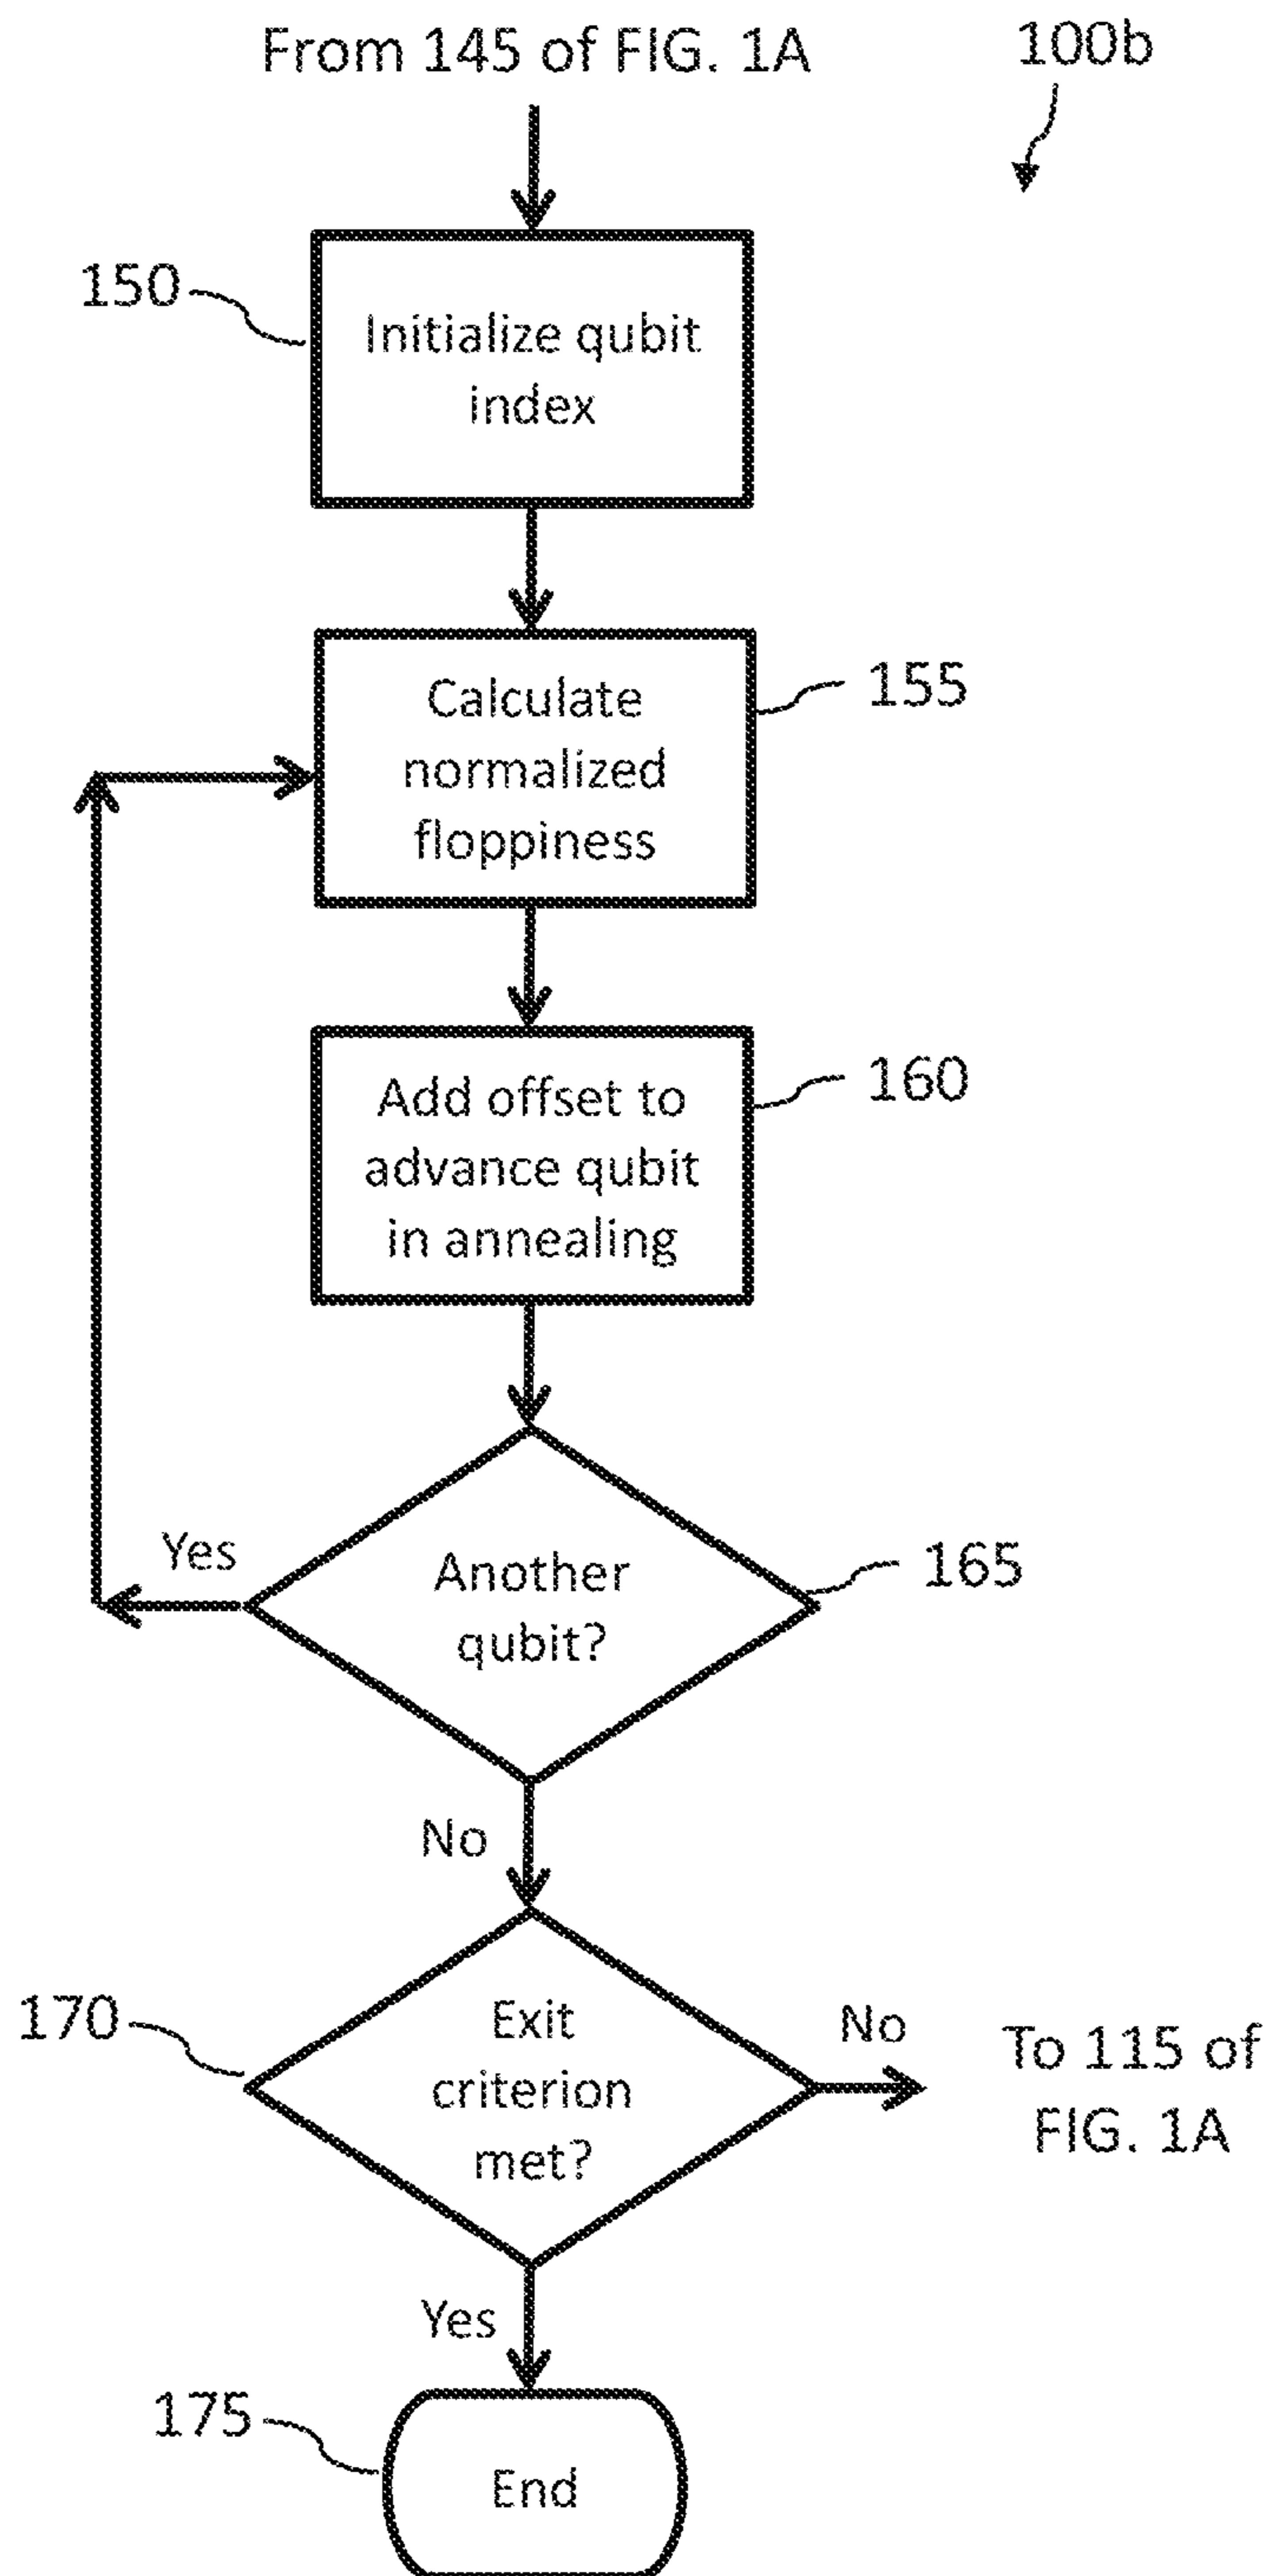 From 145 of FIG. 1A
100b
150
Initialize qubit
index
155
Calculate
normalized
floppiness
160
Add offset to
advance qubit
in annealing
Yes
Another
qubit?
165
No
170
Exit
criterion
met?
No
To 115 of
FIG. 1A
Yes
175
End